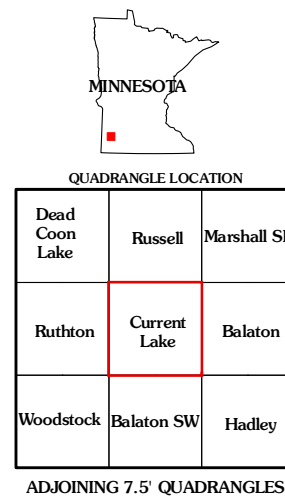 MINNESOTA
QUADRANGLE LOCATION
Dead
Coon
Lake
Russell
Marshall
Ruthton
Current
Lake
Balaton
Woodstock
Balaton SW
Hadley
ADJOINING 7.5' QUADRANGLES